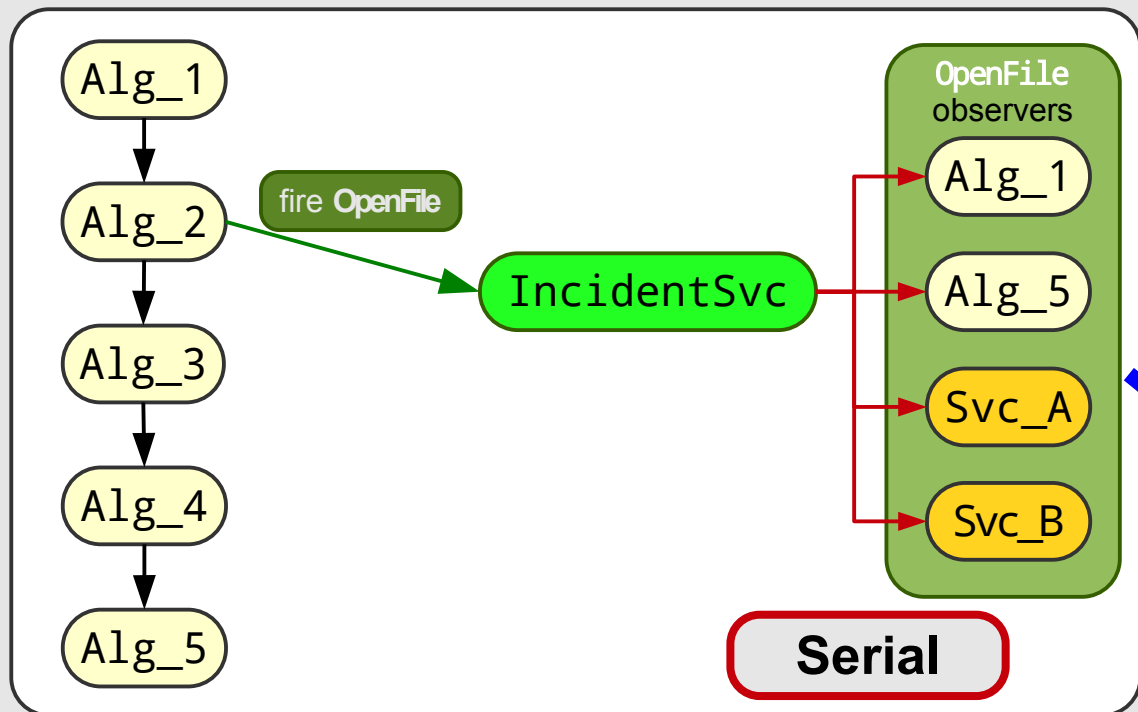 Alg_1
Alg_2
Alg_3
Alg_4
Alg_5
fire OpenFile
IncidentSvc
OpenFile
observers
Alg_1
Alg_5
Svc_A
Svc_B
Serial